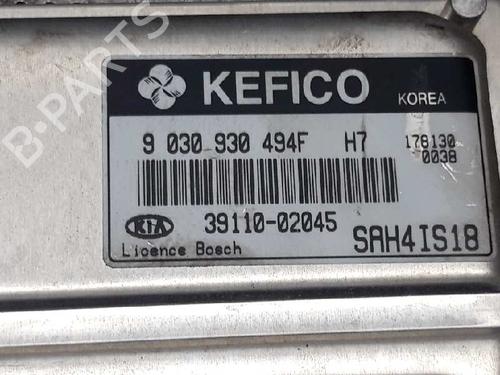 KEFICO KOREA
9 030 930 494F H7 178130
0038
KIA 39110-02045 SAH4IS18
Licence Bosch
B-PARTS